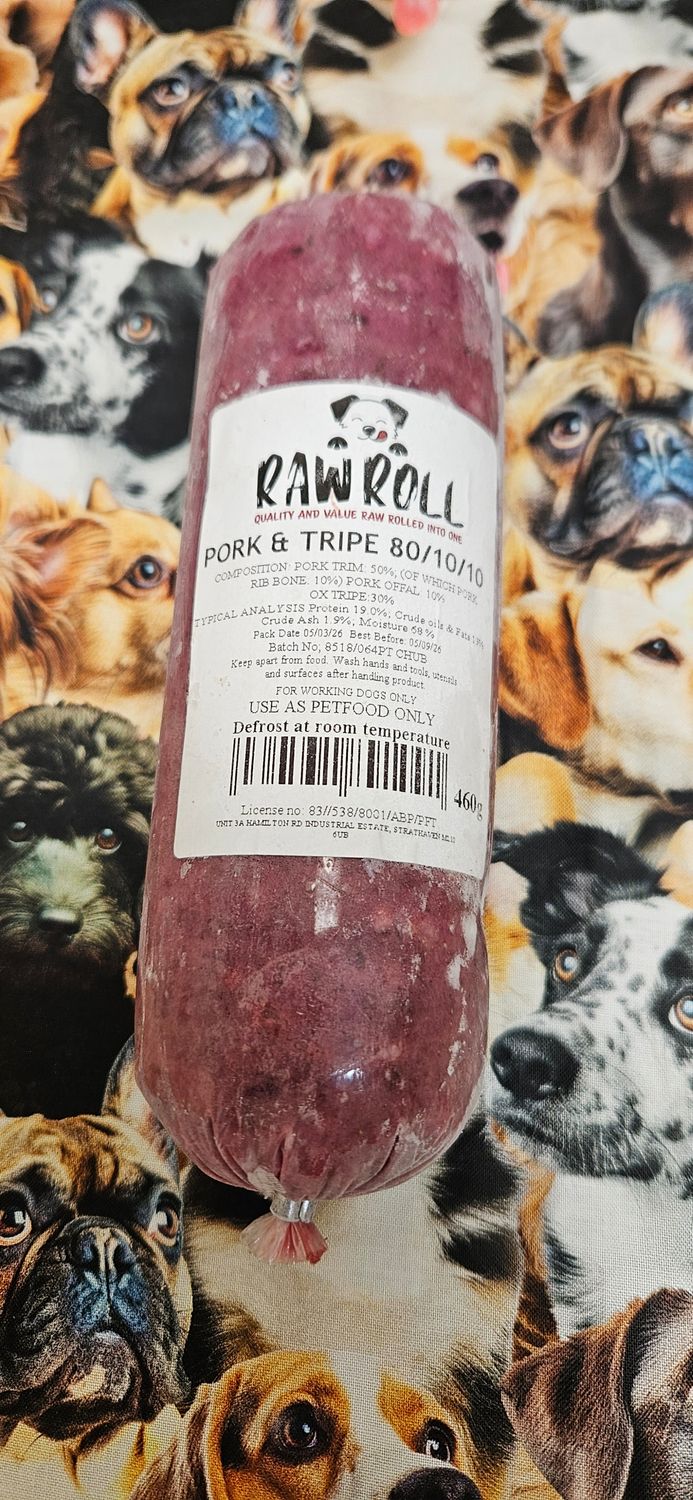 RAW ROLL
QUALITY AND VALUE RAW ROLLED INTO ONE
PORK & TRIPE 80/10/10
COMPOSITION: PORK TRIM: 50%, (OF WHICH PORK
RIB BONE: 10%) PORK OFFAL 10%
OX TRIPE:30%
TYPICAL ANALYSIS Protein 19.0%; Crude oils & Fats
Crude Ash 1.9%; Moisture 68 %
Pack Date 05/03/26 Best Before: 05/09/26
Batch No; 8518/064PT CHUB
Keep apart from food. Wash hands and tools, utensils
and surfaces after handling product.
FOR WORKING DOGS ONLY
USE AS PETFOOD ONLY
Defrost at room temperature
460g
License no: 83//538/8001/ABP/PFT
UNIT 3A HAMILTON RD INDUSTRIAL ESTATE, STRATHAVEN ML10
6UB